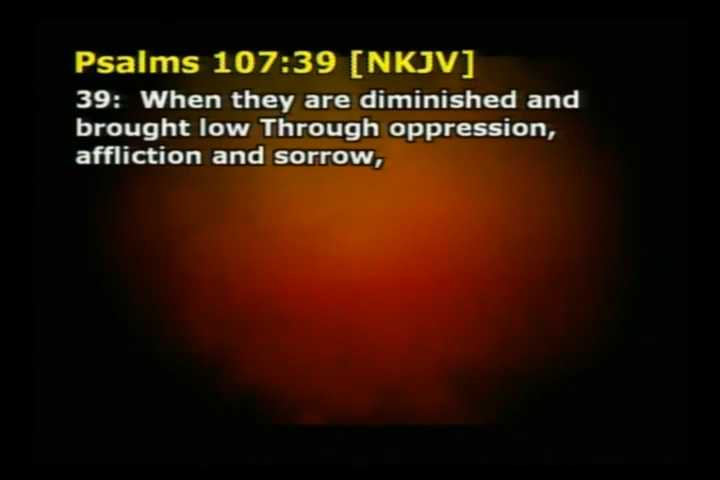 Psalms 107:39 [NKJV]
39:  When they are diminished and
brought low Through oppression,
affliction and sorrow,